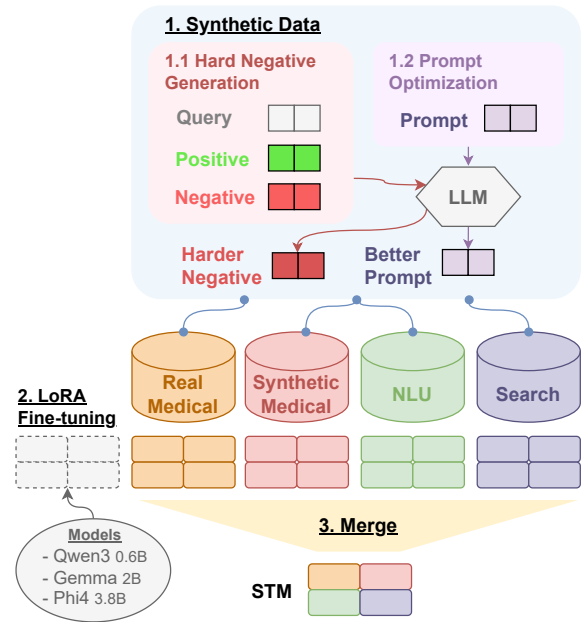 1. Synthetic Data
1.1 Hard Negative
Generation
Query
Positive
Negative
1.2 Prompt
Optimization
Prompt
LLM
Harder
Negative
Better
Prompt
Real
Medical
Synthetic
Medical
NLU
Search
2. LoRA
Fine-tuning
Models
- Qwen3 0.6B
- Gemma 2B
- Phi4 3.8B
3. Merge
STM